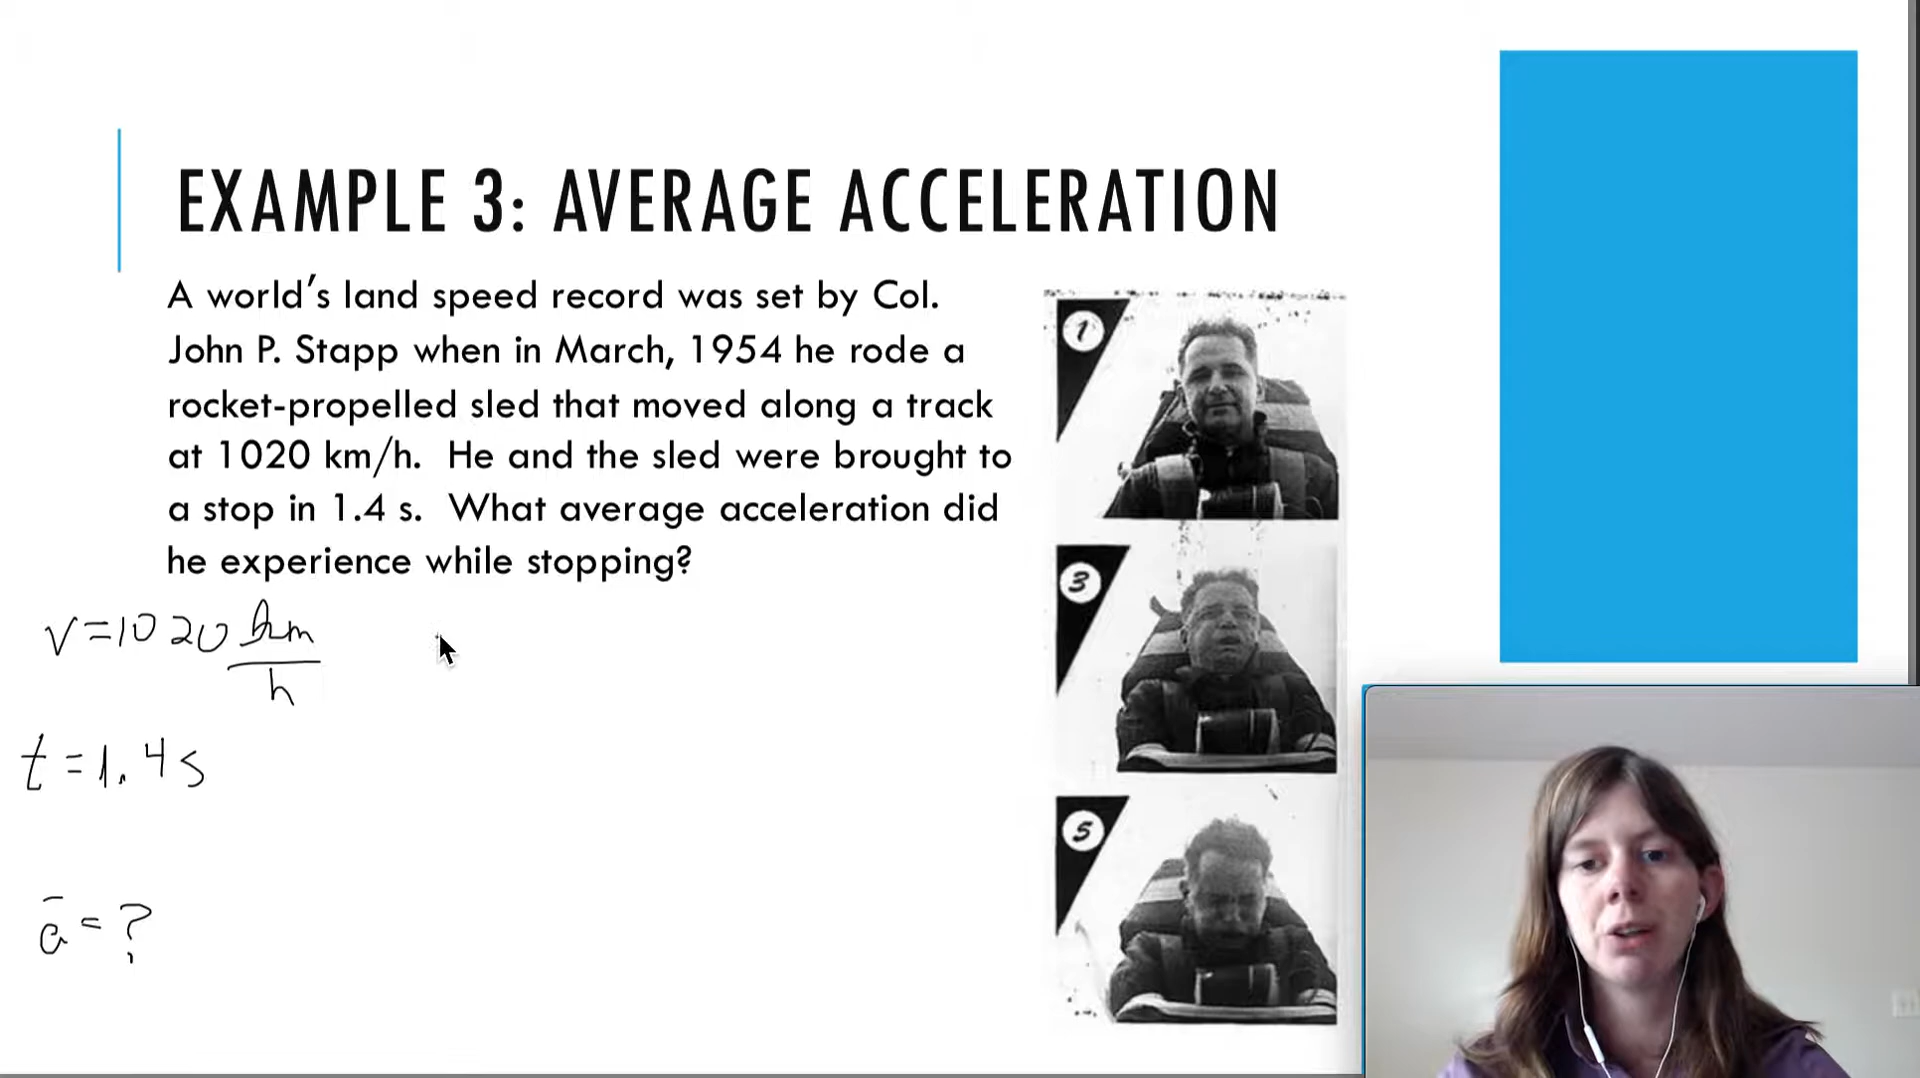 EXAMPLE 3: AVERAGE ACCELERATION
A world's land speed record was set by Col.
John P. Stapp when in March, 1954 he rode a
rocket-propelled sled that moved along a track
at 1020 km/h. He and the sled were brought to
a stop in 1.4 s. What average acceleration did
he experience while stopping?
v=1020 km
h
t=1.4s
ā=?
1
3
5